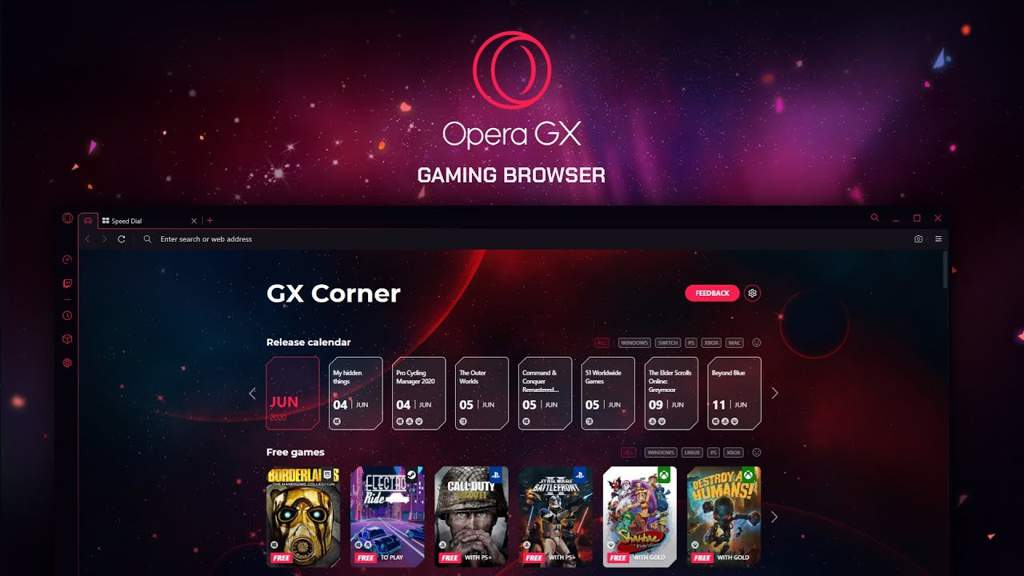 Opera GX
GAMING BROWSER
Speed Dial
Enter search or web address
GX Corner
FEEDBACK
Release calendar
ALL WINDOWS SWITCH PS XBOX MAC
JUN
2020
My hidden things
04 JUN
Pro Cycling Manager 2020
04 JUN
The Outer Worlds
05 JUN
Command & Conquer Remastered...
05 JUN
51 Worldwide Games
05 JUN
The Elder Scrolls Online: Greymoor
09 JUN
Beyond Blue
11 JUN
Free games
ALL WINDOWS LINUX PS XBOX
BORDERLANDS
FREE
ELECTRO
Ride
FREE TO PLAY
CALL OF DUTY
FREE WITH PS+
STAR WARS
BATTLEFRONT
FREE WITH PS+
Shantae
FREE WITH GOLD
DESTROY ALL
HUMANS!
FREE WITH GOLD